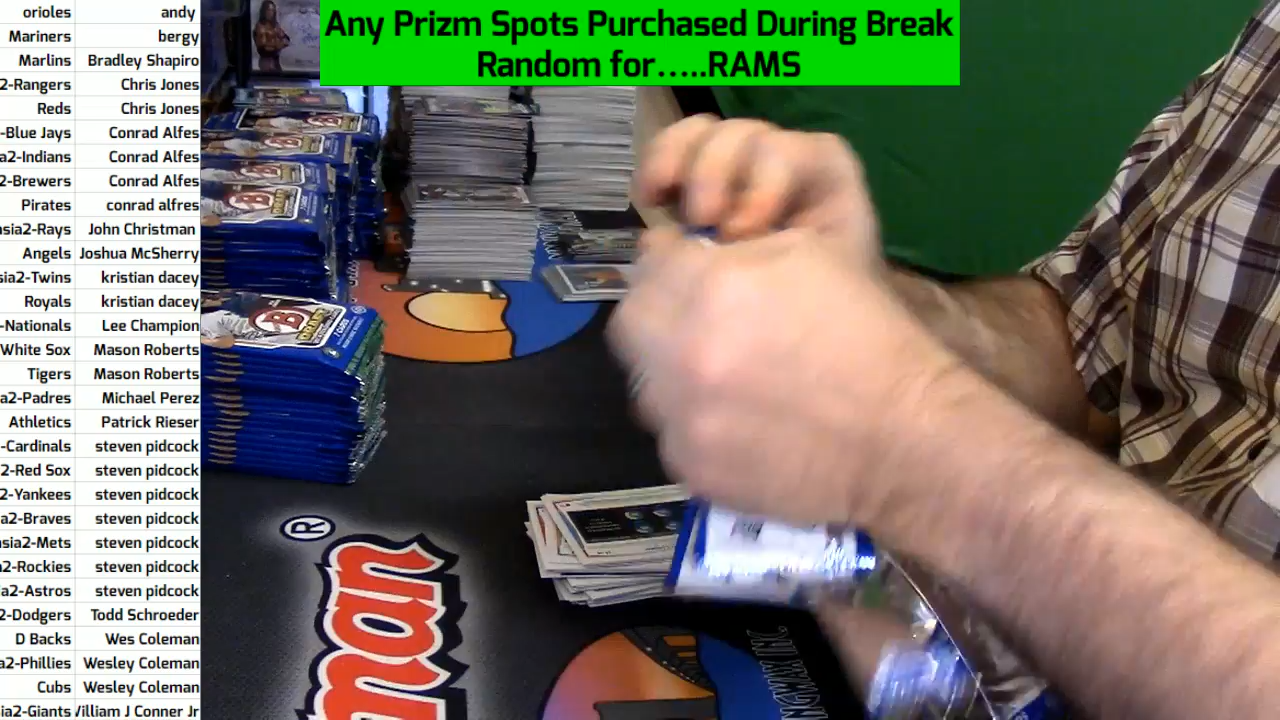 Any Prizm Spots Purchased During Break
Random for.....RAMS
orioles andy
Mariners bergy
Marlins Bradley Shapiro
2-Rangers Chris Jones
Reds Chris Jones
-Blue Jays Conrad Alfes
a2-Indians Conrad Alfes
2-Brewers Conrad Alfes
Pirates conrad alfres
asia2-Rays John Christman
Angels Joshua McSherry
sia2-Twins kristian dacey
Royals kristian dacey
-Nationals Lee Champion
White Sox Mason Roberts
Tigers Mason Roberts
a2-Padres Michael Perez
Athletics Patrick Rieser
-Cardinals steven pidcock
2-Red Sox steven pidcock
2-Yankees steven pidcock
a2-Braves steven pidcock
asia2-Mets steven pidcock
a2-Rockies steven pidcock
a2-Astros steven pidcock
2-Dodgers Todd Schroeder
D Backs Wes Coleman
a2-Phillies Wesley Coleman
Cubs Wesley Coleman
sia2-Giants J Conner Jr
B
DRAFT
®
man